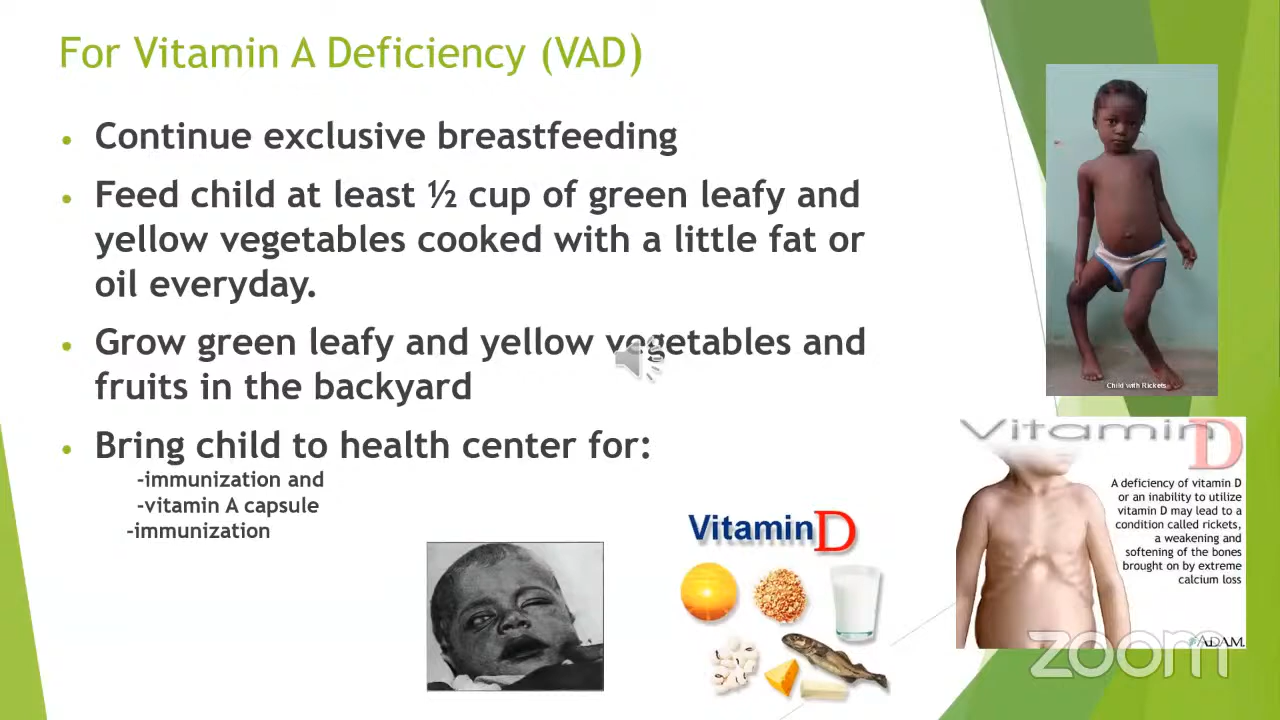 For Vitamin A Deficiency (VAD)
• Continue exclusive breastfeeding
• Feed child at least ½ cup of green leafy and
yellow vegetables cooked with a little fat or
oil everyday.
• Grow green leafy and yellow vegetables and
fruits in the backyard
• Bring child to health center for:
-immunization and
-vitamin A capsule
-immunization
Child with Rickets
Vitamin D
A deficiency of vitamin D
or an inability to utilize
vitamin D may lead to a
condition called rickets,
a weakening and
softening of the bones
brought on by extreme
calcium loss
ADAM.
Vitamin D
zoom